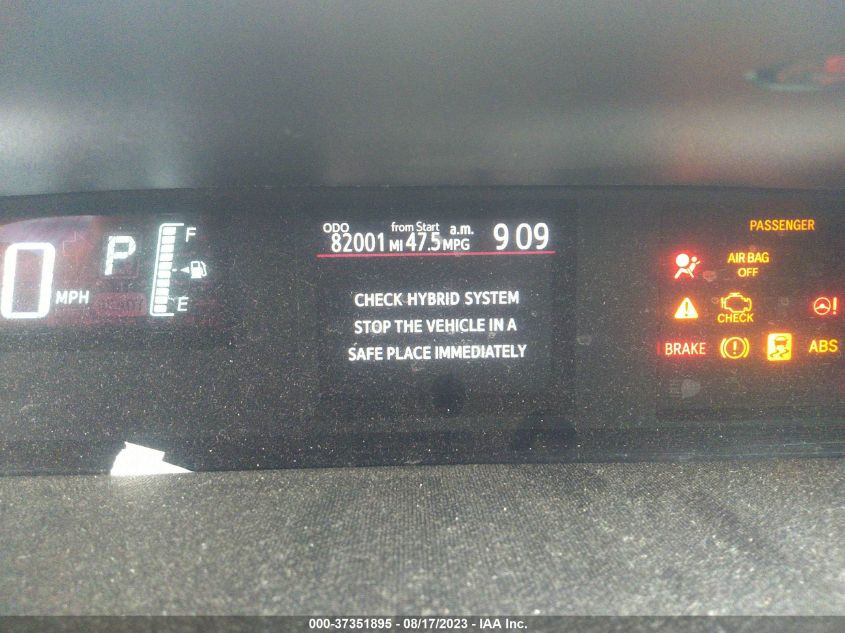 0 MPH
P
F
E
ODO 82001 MI
from Start 47.5 MPG
a.m. 9 09
CHECK HYBRID SYSTEM
STOP THE VEHICLE IN A
SAFE PLACE IMMEDIATELY
PASSENGER
AIR BAG
OFF
CHECK
BRAKE
ABS
000-37351895 - 08/17/2023 - IAA Inc.